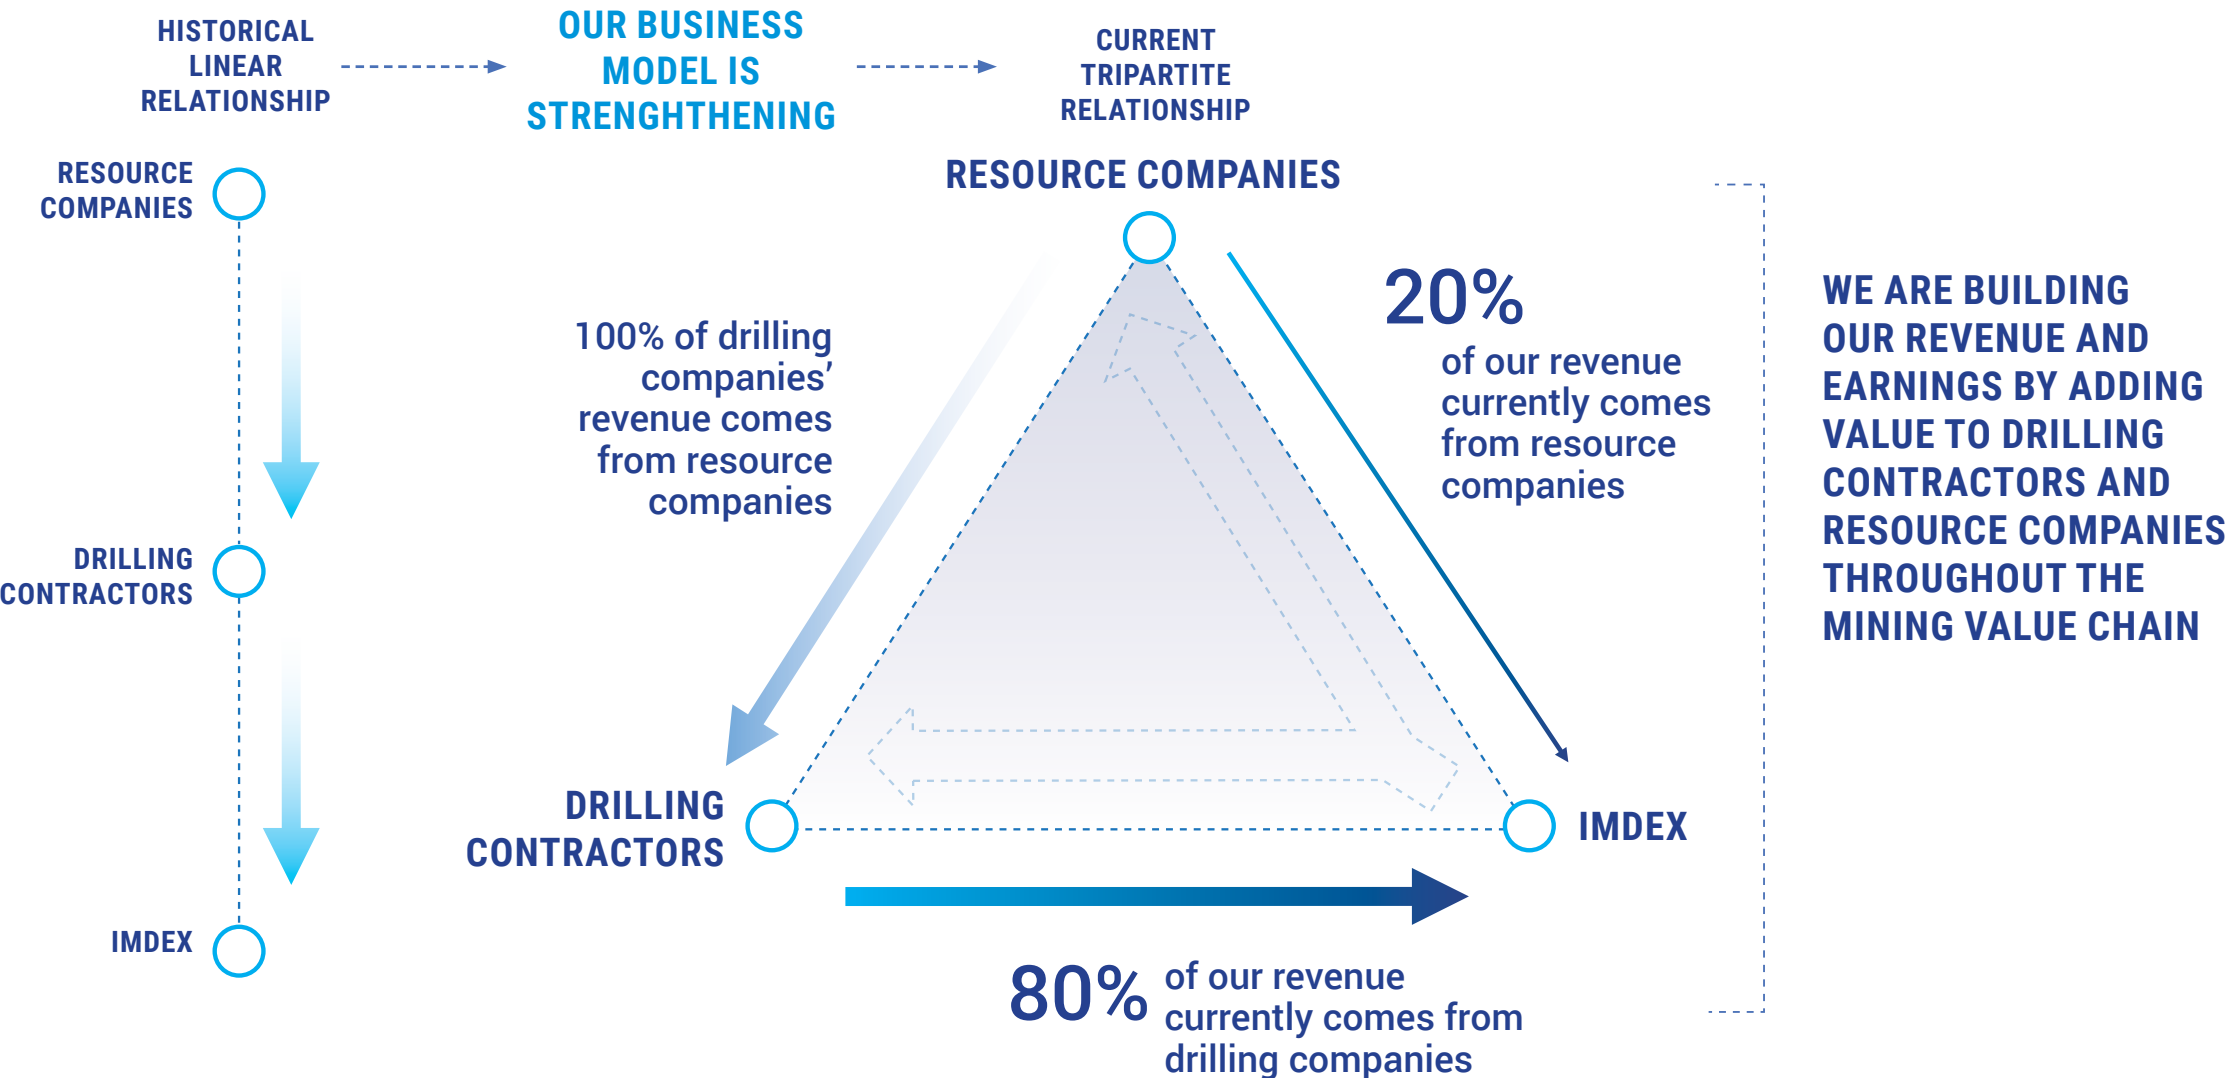 HISTORICAL
LINEAR
RELATIONSHIP
OUR BUSINESS
MODEL IS
STRENGHTHENING
CURRENT
TRIPARTITE
RELATIONSHIP
RESOURCE
COMPANIES
DRILLING
CONTRACTORS
IMDEX
RESOURCE COMPANIES
100% of drilling
companies’
revenue comes
from resource
companies
20%
of our revenue
currently comes
from resource
companies
DRILLING
CONTRACTORS
IMDEX
80%
of our revenue
currently comes from
drilling companies
WE ARE BUILDING
OUR REVENUE AND
EARNINGS BY ADDING
VALUE TO DRILLING
CONTRACTORS AND
RESOURCE COMPANIES
THROUGHOUT THE
MINING VALUE CHAIN